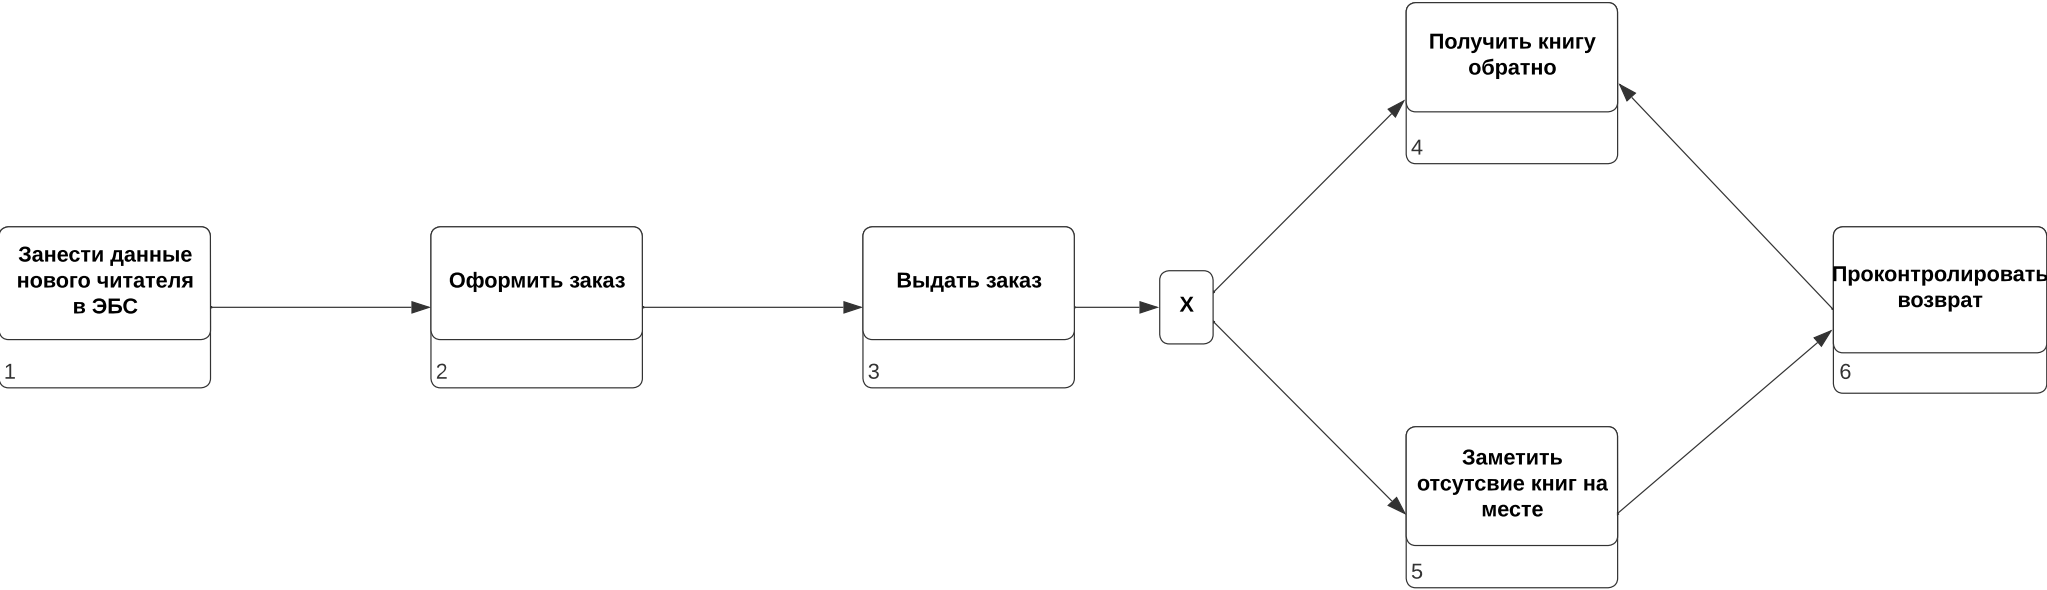 Занести данные
нового читателя
в ЭБС
1
Оформить заказ
2
Выдать заказ
3
X
Получить книгу
обратно
4
Заметить
отсутсвие книг на
месте
5
Проконтролировать
возврат
6